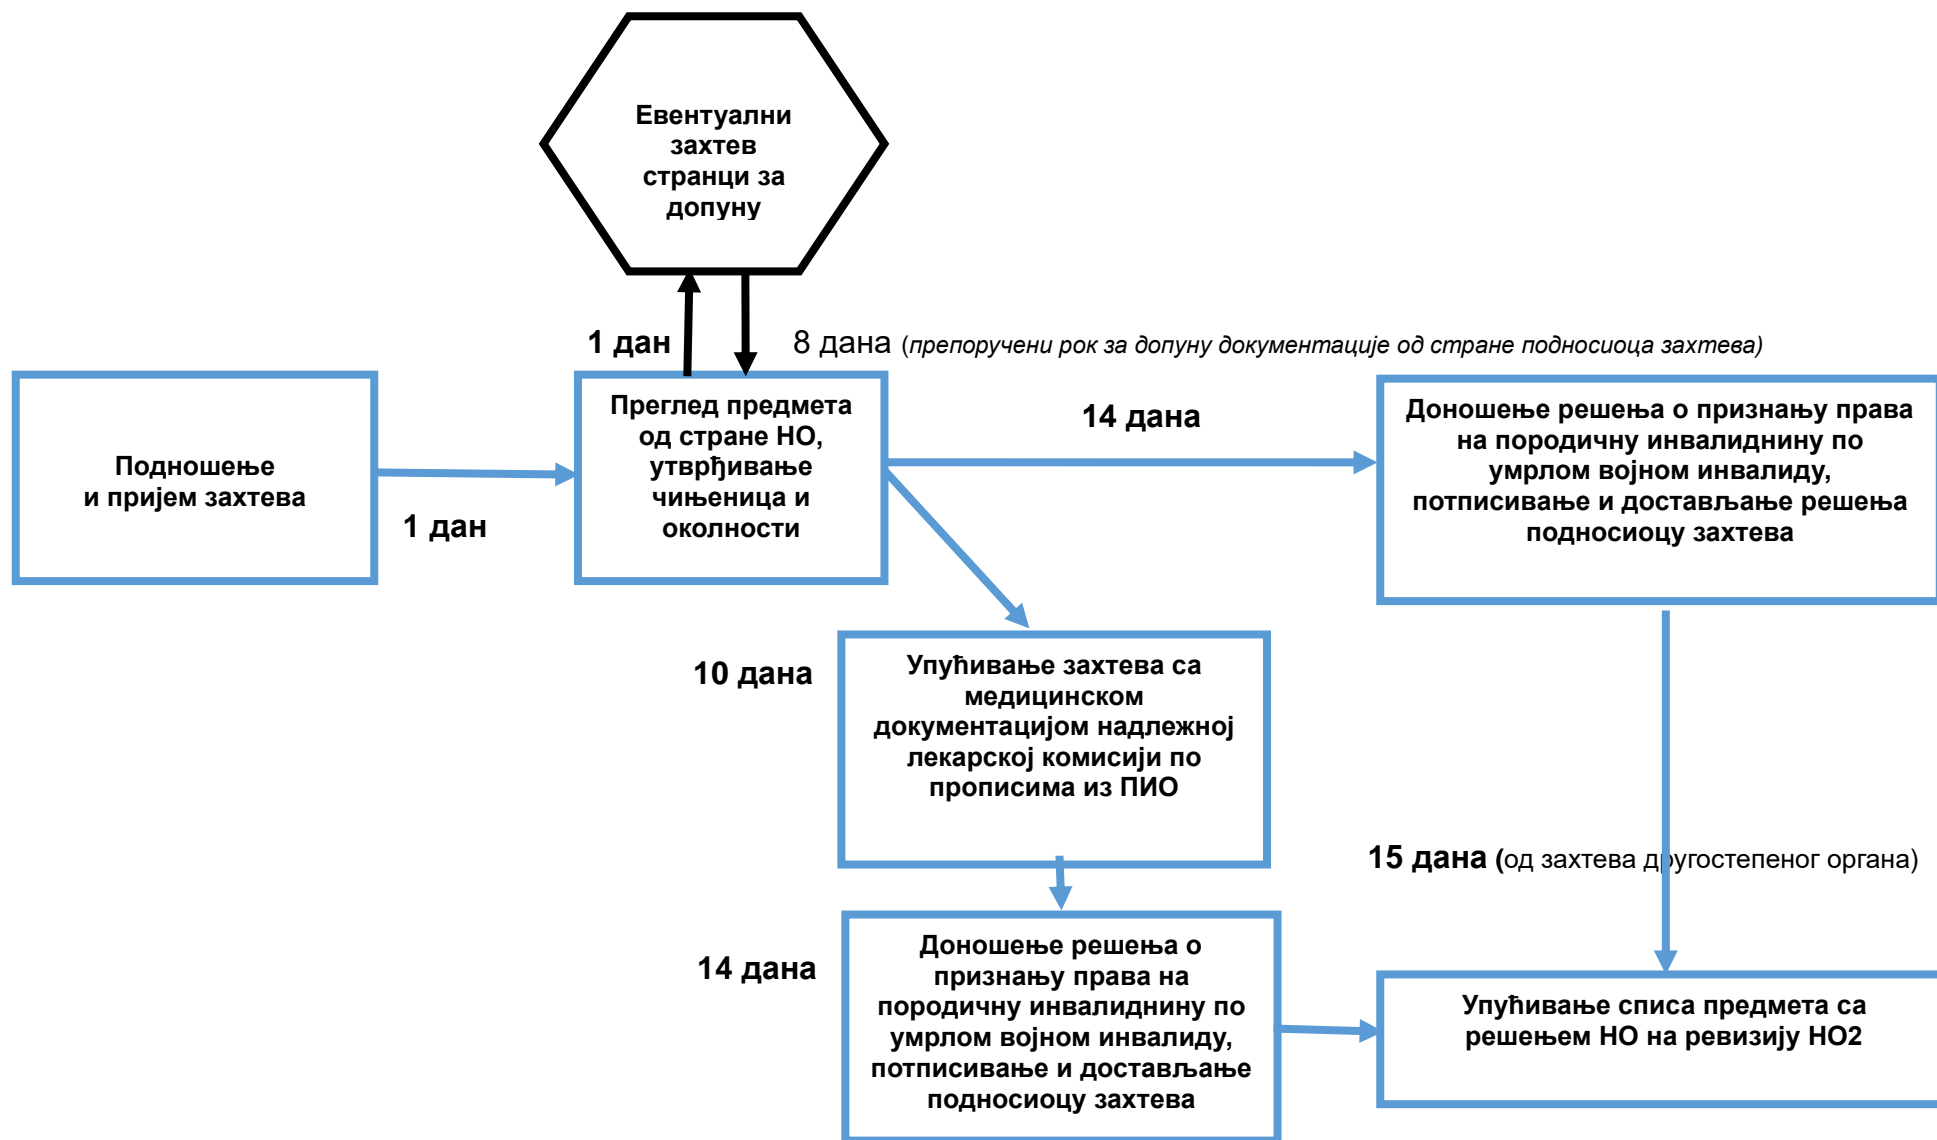 Евентуални
захтев
странци за
допуну
1 дан
8 дана (препоручени рок за допуну документације од стране подносиоца захтева)
Подношење
и пријем захтева
1 дан
Преглед предмета
од стране НО,
утврђивање
чињеница и
околности
14 дана
Доношење решења о признању права
на породичну инвалиднину по
умрлом војном инвалиду,
потписивање и достављање решења
подносиоцу захтева
10 дана
Упућивање захтева са
медицинском
документацијом надлежној
лекарској комисији по
прописима из ПИО
15 дана (од захтева другостепеног органа)
14 дана
Доношење решења о
признању права на
породичну инвалиднину по
умрлом војном инвалиду,
потписивање и достављање
подносиоцу захтева
Упућивање списа предмета са
решењем НО на ревизију НО2